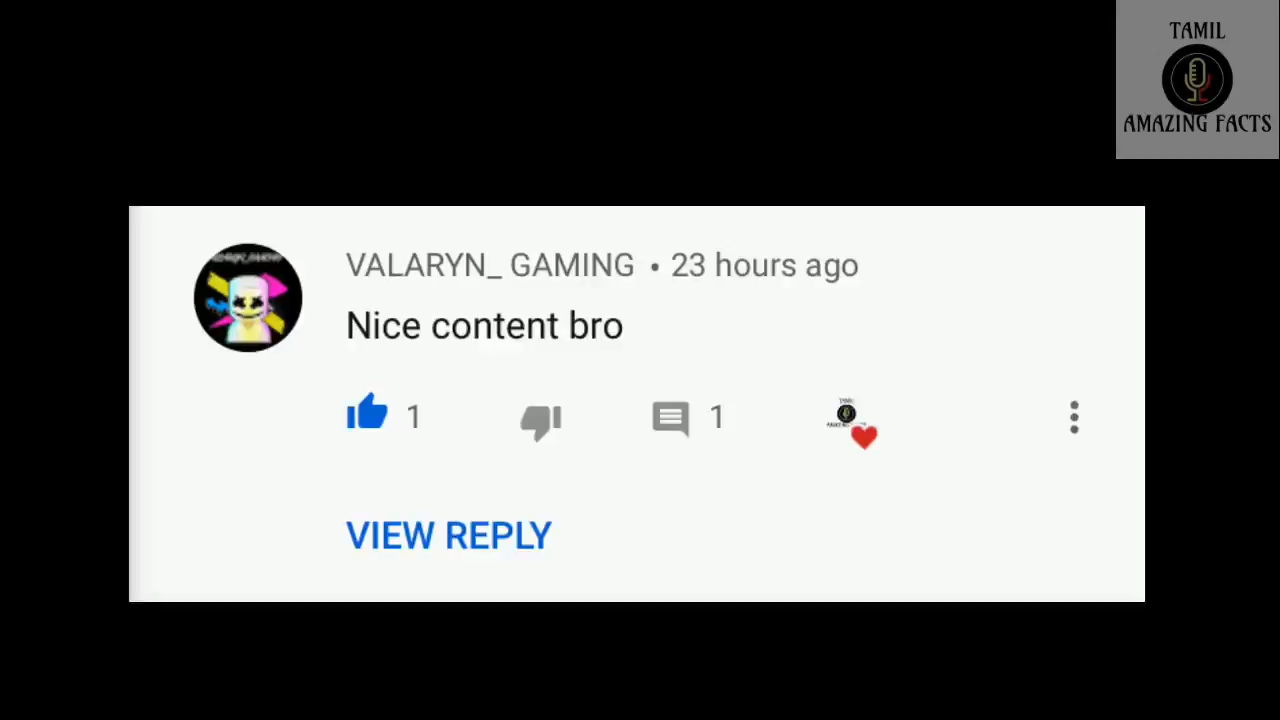 TAMIL
AMAZING FACTS
VALARYN_ GAMING • 23 hours ago
Nice content bro
1
1
VIEW REPLY